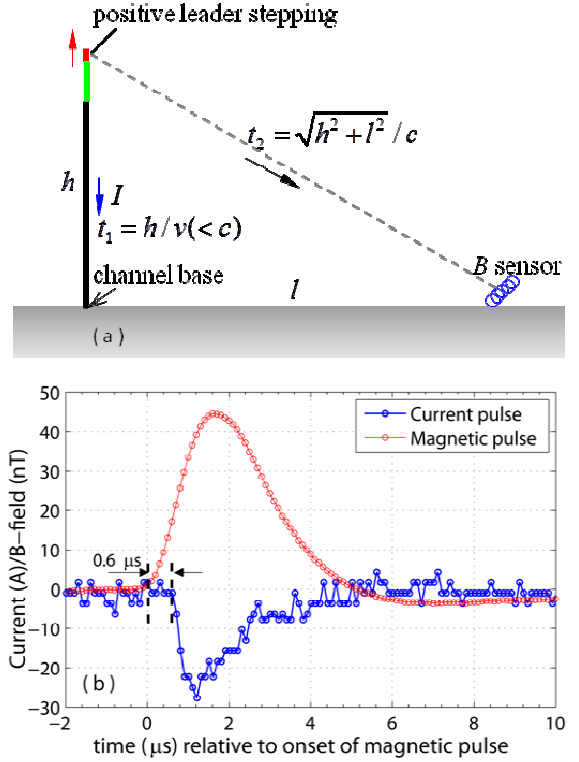 positive leader stepping
t₂ = √h² + l² / c
h
I
t₁ = h / v(< c)
B sensor
channel base
l
(a)
50
40
30
20
10
0
−10
−20
−30
Current (A)/B−field (nT)
Current pulse
Magnetic pulse
0.6 μs
(b)
−2 0 2 4 6 8 10
time (μs) relative to onset of magnetic pulse